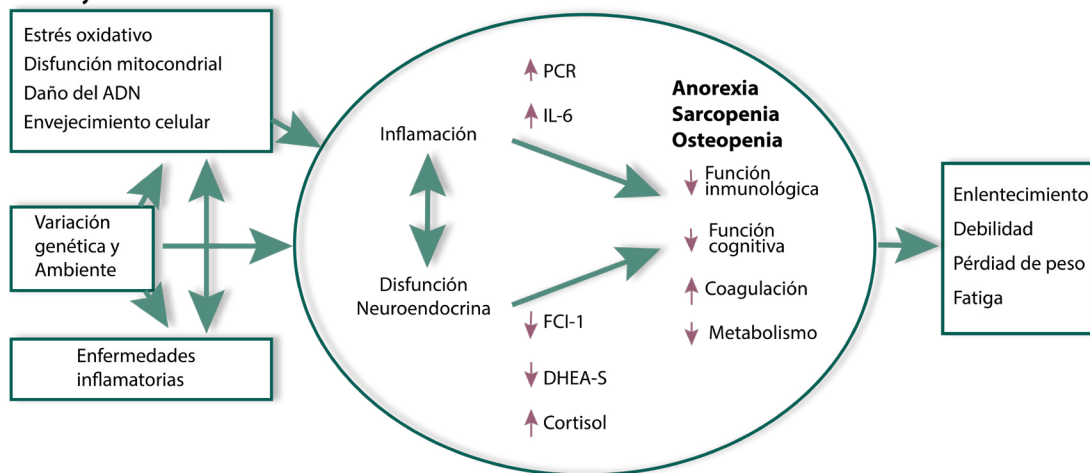 Estrés oxidativo
Disfunción mitocondrial
Daño del ADN
Envejecimiento celular
Variación
genética y
Ambiente
Enfermedades
inflamatorias
PCR
IL-6
Inflamación
Disfunción
Neuroendocrina
FCI-1
DHEA-S
Cortisol
Anorexia
Sarcopenia
Osteopenia
Función
inmunológica
Función
cognitiva
Coagulación
Metabolismo
Enlentecimiento
Debilidad
Pérdiad de peso
Fatiga